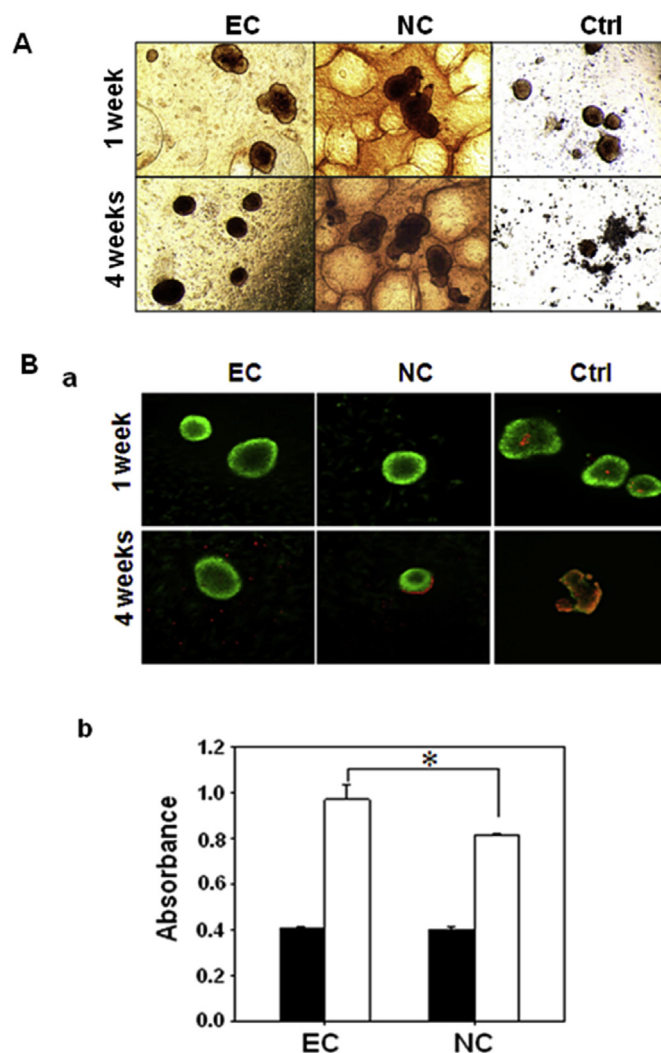 A
EC NC Ctrl
1 week
4 weeks
B
a
EC NC Ctrl
1 week
4 weeks
b
Absorbance
1.2
1.0
0.8
0.6
0.4
0.2
0.0
*
EC NC